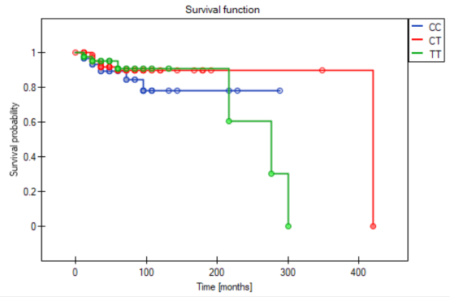 Survival function
CC
CT
TT
Survival probability
1
0.8
0.6
0.4
0.2
0
0 100 200 300 400
Time [months]